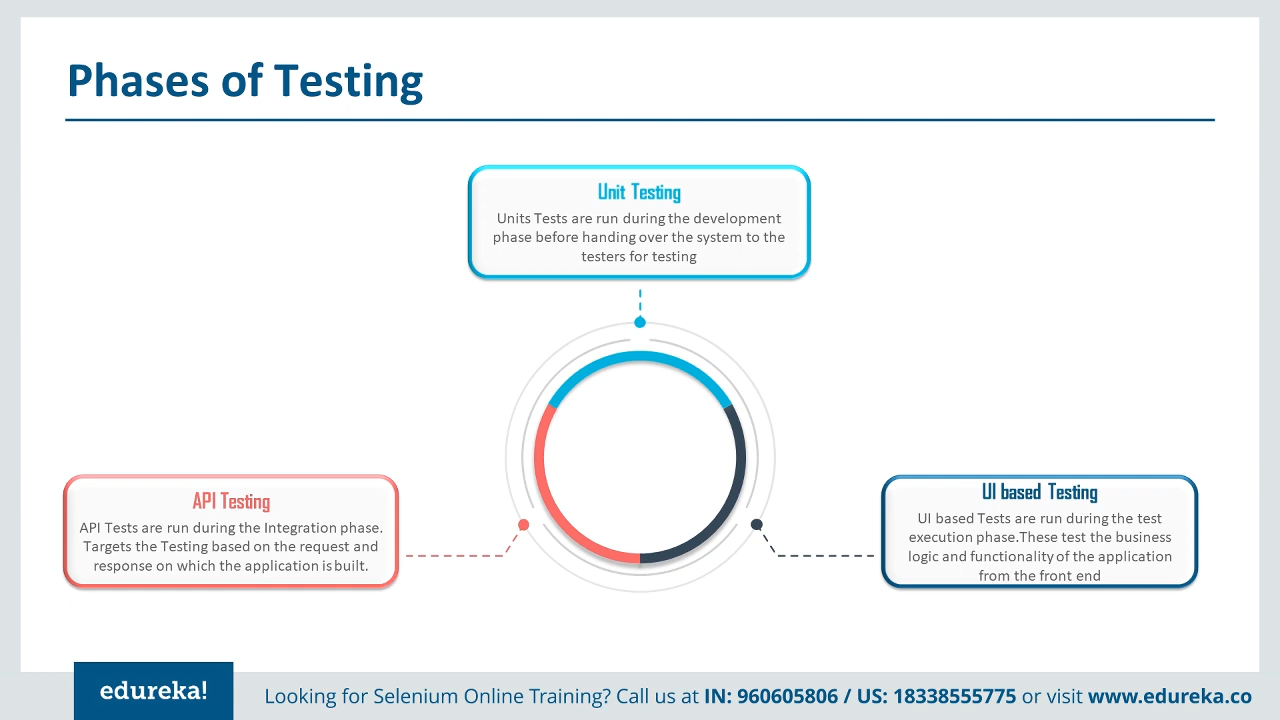 Phases of Testing
Unit Testing
Units Tests are run during the development
phase before handing over the system to the
testers for testing
API Testing
API Tests are run during the Integration phase.
Targets the Testing based on the request and
response on which the application is built.
UI based Testing
UI based Tests are run during the test
execution phase.These test the business
logic and functionality of the application
from the front end
edureka!
Looking for Selenium Online Training? Call us at IN: 960605806 / US: 18338555775 or visit www.edureka.co